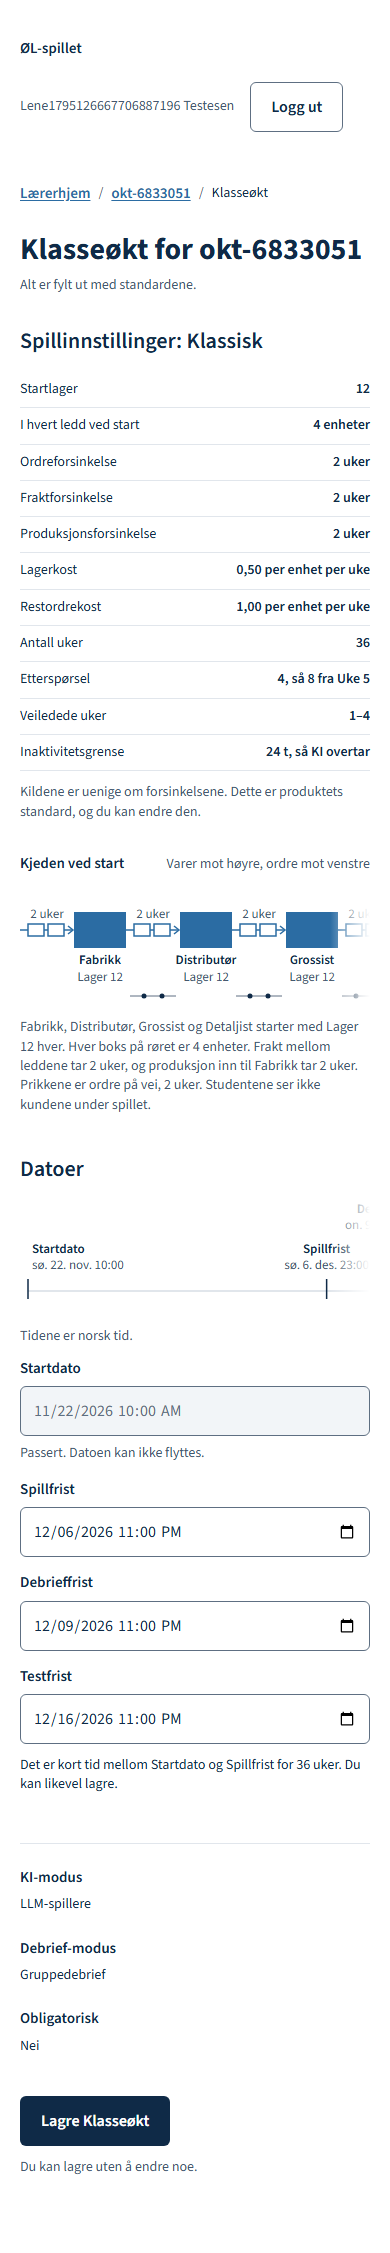 ØL-spillet
Lene1795126667706887196 Testesen
Logg ut
Lærerhjem / okt-6833051 / Klasseøkt
Klasseøkt for okt-6833051
Alt er fylt ut med standardene.
Spillinnstillinger: Klassisk
Startlager 12
I hvert ledd ved start 4 enheter
Ordreforsinkelse 2 uker
Fraktforsinkelse 2 uker
Produksjonsforsinkelse 2 uker
Lagerkost 0,50 per enhet per uke
Restordrekost 1,00 per enhet per uke
Antall uker 36
Etterspørsel 4, så 8 fra Uke 5
Veiledede uker 1–4
Inaktivitetsgrense 24 t, så KI overtar
Kildene er uenige om forsinkelsene. Dette er produktets
standard, og du kan endre den.
Kjeden ved start Varer mot høyre, ordre mot venstre
2 uker 2 uker 2 uker
Fabrikk Distributør Grossist
Lager 12 Lager 12 Lager 12
Fabrikk, Distributør, Grossist og Detaljist starter med Lager
12 hver. Hver boks på røret er 4 enheter. Frakt mellom
leddene tar 2 uker, og produksjon inn til Fabrikk tar 2 uker.
Prikkene er ordre på vei, 2 uker. Studentene ser ikke
kundene under spillet.
Datoer
on.
Startdato Spillfrist
sø. 22. nov. 10:00 sø. 6. des. 23:00
Tidene er norsk tid.
Startdato
11/22/2026 10:00 AM
Passert. Datoen kan ikke flyttes.
Spillfrist
12/06/2026 11:00 PM
Debrieffrist
12/09/2026 11:00 PM
Testfrist
12/16/2026 11:00 PM
Det er kort tid mellom Startdato og Spillfrist for 36 uker. Du
kan likevel lagre.
KI-modus
LLM-spillere
Debrief-modus
Gruppedebrief
Obligatorisk
Nei
Lagre Klasseøkt
Du kan lagre uten å endre noe.